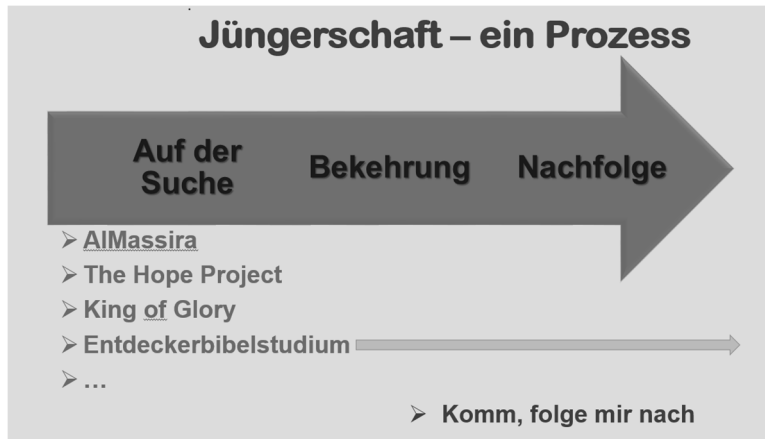 Jüngerschaft – ein Prozess
Auf der
Suche
Bekehrung
Nachfolge
➢ AlMassira
➢ The Hope Project
➢ King of Glory
➢ Entdeckerbibelstudium
➢ …
➢ Komm, folge mir nach